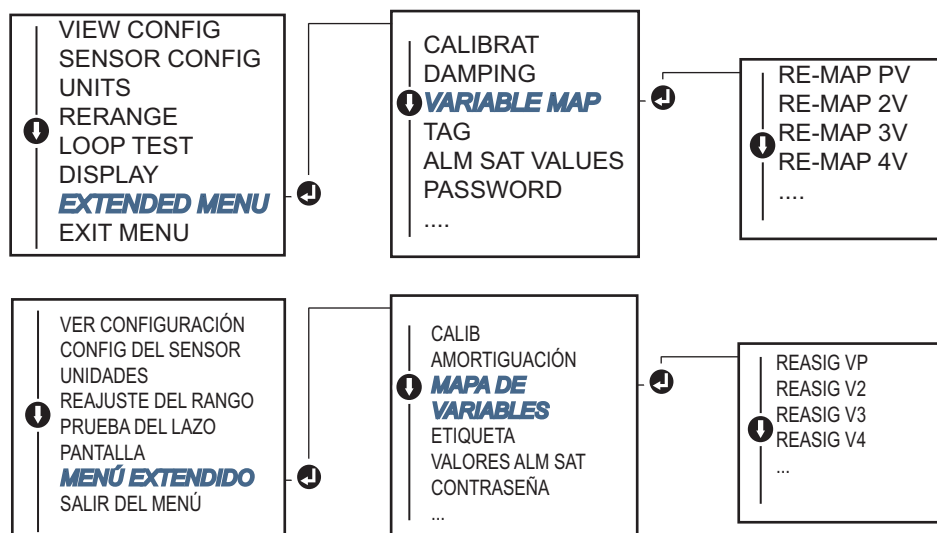 VIEW CONFIG
SENSOR CONFIG
UNITS
RERANGE
LOOP TEST
DISPLAY
EXTENDED MENU
EXIT MENU
CALIBRAT
DAMPING
VARIABLE MAP
TAG
ALM SAT VALUES
PASSWORD
....
RE-MAP PV
RE-MAP 2V
RE-MAP 3V
RE-MAP 4V
....
VER CONFIGURACIÓN
CONFIG DEL SENSOR
UNIDADES
REAJUSTE DEL RANGO
PRUEBA DEL LAZO
PANTALLA
MENÚ EXTENDIDO
SALIR DEL MENÚ
CALIB
AMORTIGUACIÓN
MAPA DE
VARIABLES
ETIQUETA
VALORES ALM SAT
CONTRASEÑA
...
REASIG VP
REASIG V2
REASIG V3
REASIG V4
...